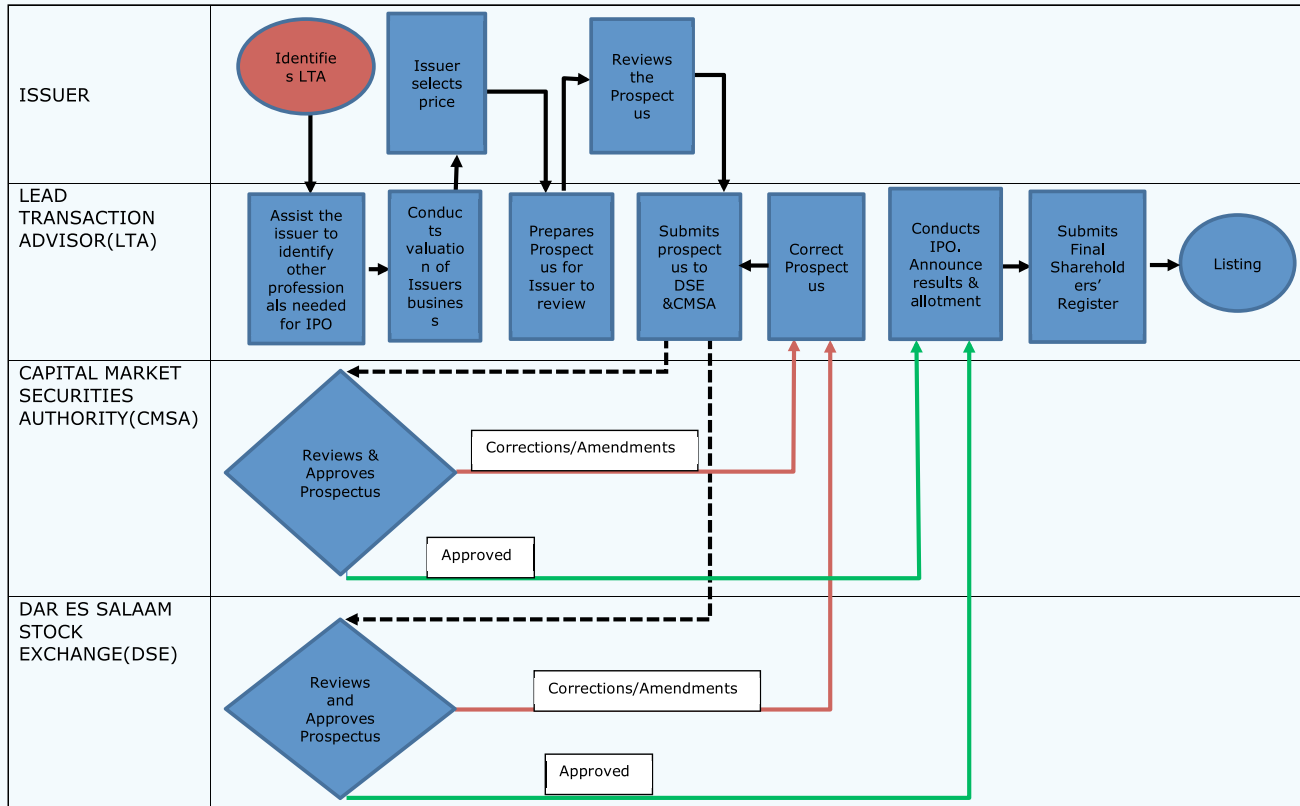 ISSUER
Identifie
s LTA
Issuer
selects
price
Reviews
the
Prospect
us
LEAD
TRANSACTION
ADVISOR(LTA)
Assist the
issuer to
identify
other
profession
als needed
for IPO
Conduc
ts
valuatio
n of
Issuers
busines
s
Prepares
Prospect
us for
Issuer to
review
Submits
prospect
us to
DSE
&CMSA
Correct
Prospect
us
Conducts
IPO.
Announce
results &
allotment
Submits
Final
Sharehold
ers’
Register
Listing
CAPITAL MARKET
SECURITIES
AUTHORITY(CMSA)
Reviews &
Approves
Prospectus
Corrections/Amendments
Approved
DAR ES SALAAM
STOCK
EXCHANGE(DSE)
Reviews
and
Approves
Prospectus
Corrections/Amendments
Approved